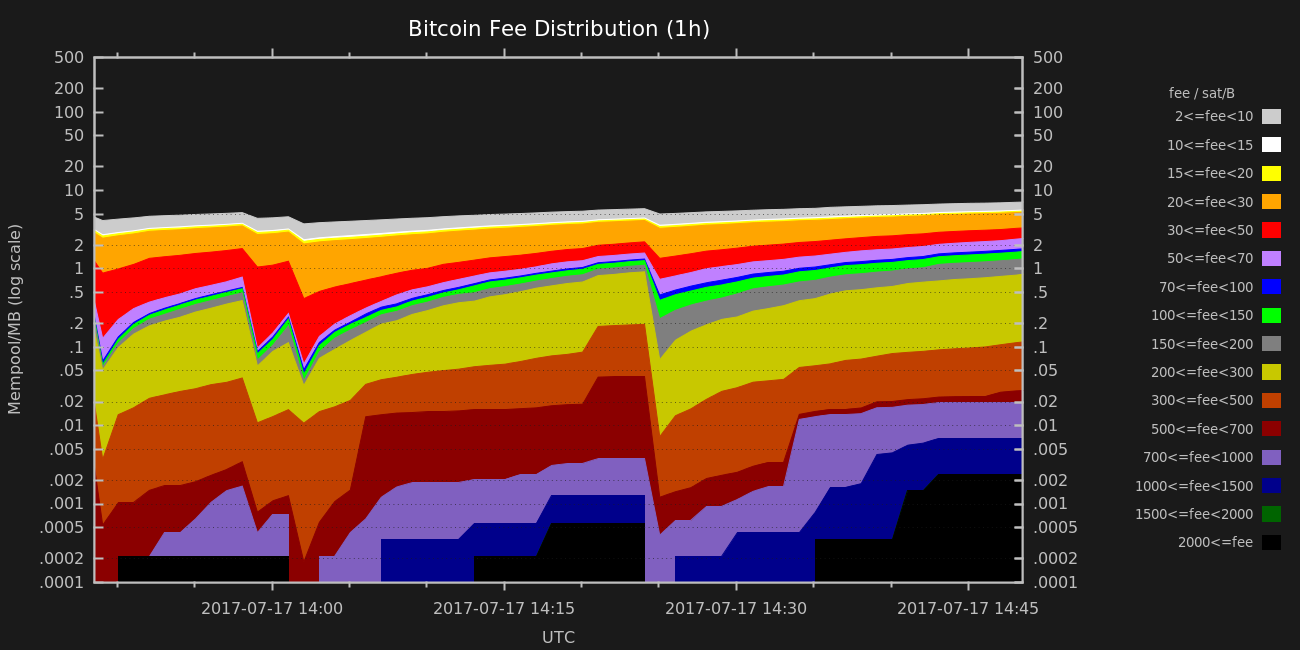 Bitcoin Fee Distribution (1h)
Mempool/MB (log scale)
500
200
100
50
20
10
5
2
1
.5
.2
.1
.05
.02
.01
.005
.002
.001
.0005
.0002
.0001
500
200
100
50
20
10
5
2
1
.5
.2
.1
.05
.02
.01
.005
.002
.001
.0005
.0002
.0001
2017-07-17 14:00
2017-07-17 14:15
2017-07-17 14:30
2017-07-17 14:45
UTC
fee / sat/B
2<=fee<10
10<=fee<15
15<=fee<20
20<=fee<30
30<=fee<50
50<=fee<70
70<=fee<100
100<=fee<150
150<=fee<200
200<=fee<300
300<=fee<500
500<=fee<700
700<=fee<1000
1000<=fee<1500
1500<=fee<2000
2000<=fee